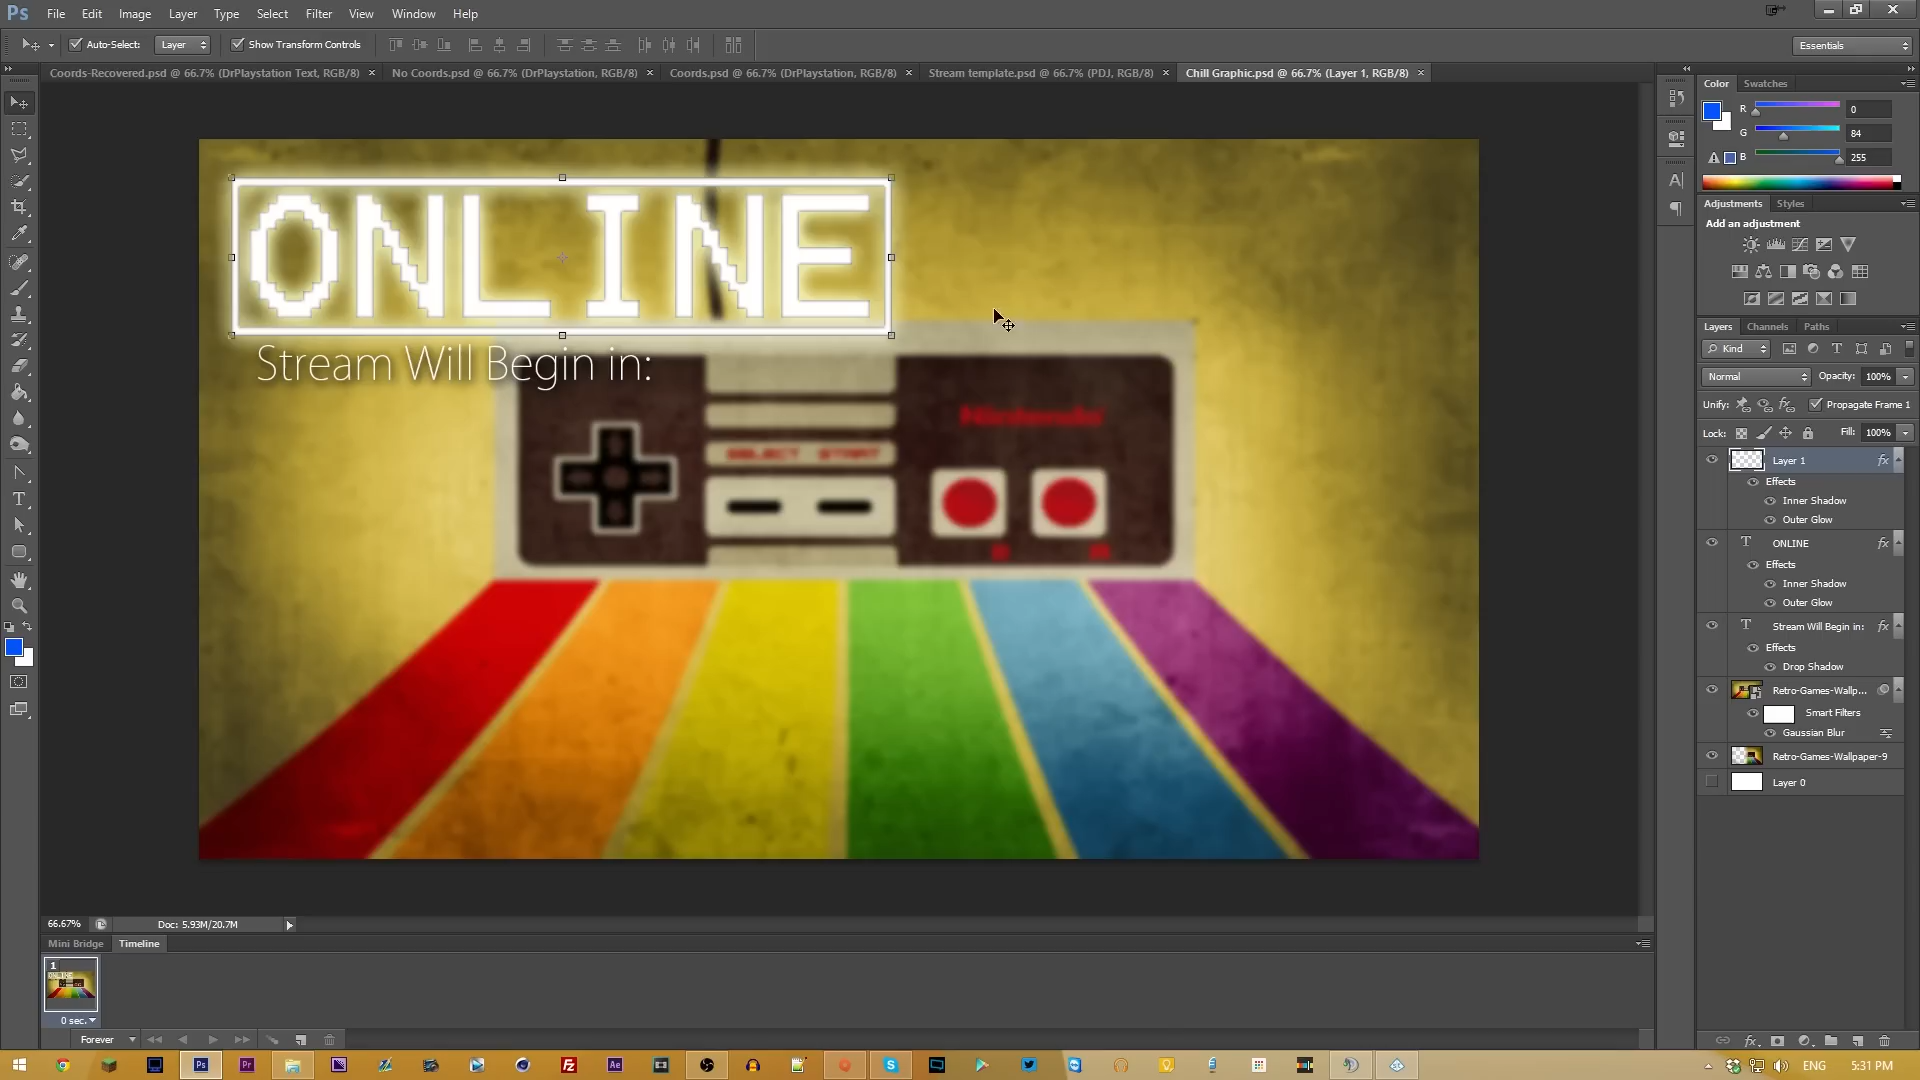 Ps File Edit Image Layer Type Select Filter View Window Help
Auto-Select: Layer Show Transform Controls Essentials
Coords-Recovered.psd @ 66.7% (DrPlaystation Text, RGB/8) × No Coords.psd @ 66.7% (DrPlaystation, RGB/8) × Coords.psd @ 66.7% (DrPlaystation, RGB/8) × Stream template.psd @ 66.7% (PDJ, RGB/8) × Chill Graphic.psd @ 66.7% (Layer 1, RGB/8) ×
Color Swatches
R 0
G 84
B 255
ONLINE
Stream Will Begin in:
Nintendo
SELECT START
Adjustments Styles
Add an adjustment
Layers Channels Paths
Kind
Normal Opacity: 100%
Unify: Propagate Frame 1
Lock: Fill: 100%
Layer 1 fx
Effects
Inner Shadow
Outer Glow
T ONLINE fx
Effects
Inner Shadow
Outer Glow
T Stream Will Begin in: fx
Effects
Drop Shadow
Retro-Games-Wallp...
Smart Filters
Gaussian Blur
Retro-Games-Wallpaper-9
Layer 0
66.67% Doc: 5.93M/20.7M
Mini Bridge Timeline
1
0 sec.
Forever
ENG 5:31 PM